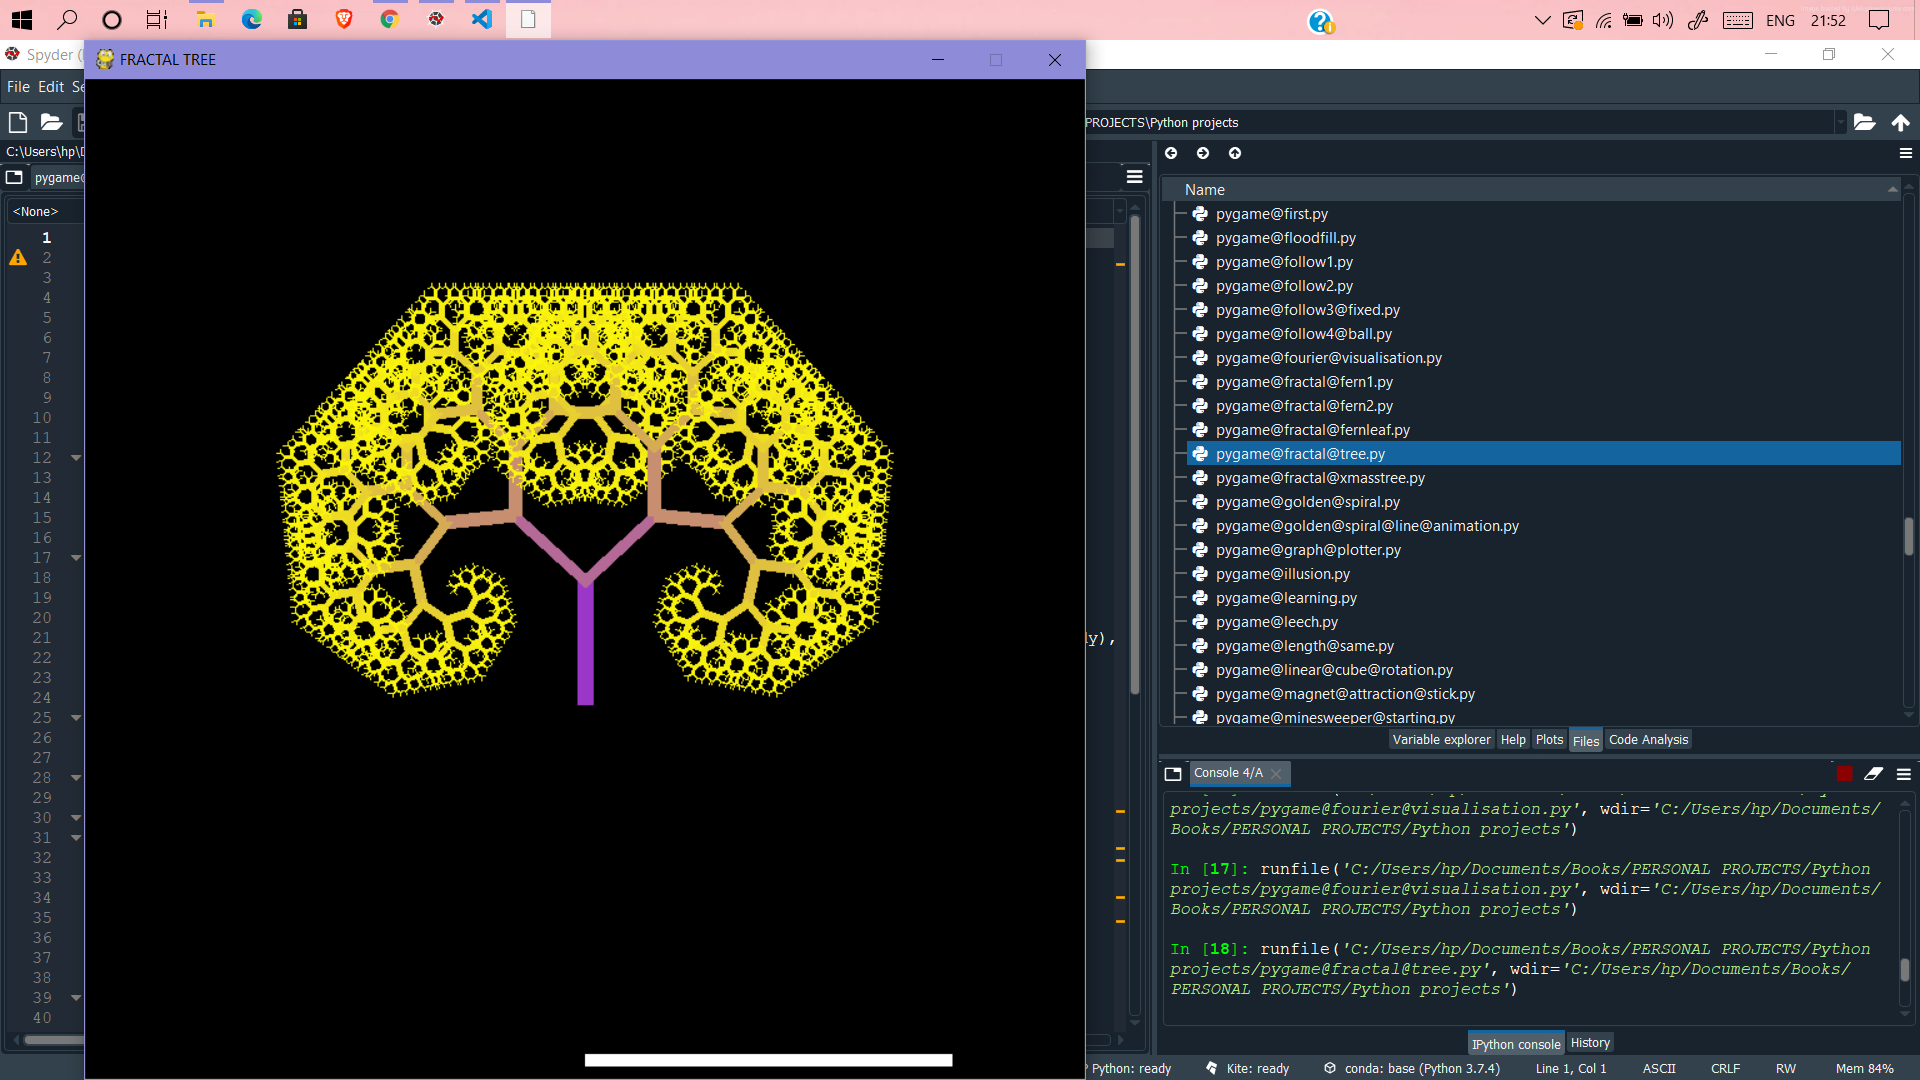 ENG
21:52
Spyder (
FRACTAL TREE
File Edit Se
PROJECTS\Python projects
C:\Users\hp\
pygame@
<None>
1
2
3
4
5
6
7
8
9
10
11
12
13
14
15
16
17
18
19
20
21
22
23
24
25
26
27
28
29
30
31
32
33
34
35
36
37
38
39
40
y),
Name
pygame@first.py
pygame@floodfill.py
pygame@follow1.py
pygame@follow2.py
pygame@follow3@fixed.py
pygame@follow4@ball.py
pygame@fourier@visualisation.py
pygame@fractal@fern1.py
pygame@fractal@fern2.py
pygame@fractal@fernleaf.py
pygame@fractal@tree.py
pygame@fractal@xmasstree.py
pygame@golden@spiral.py
pygame@golden@spiral@line@animation.py
pygame@graph@plotter.py
pygame@illusion.py
pygame@learning.py
pygame@leech.py
pygame@length@same.py
pygame@linear@cube@rotation.py
pygame@magnet@attraction@stick.py
pygame@minesweeper@starting.py
Variable explorer Help Plots Files Code Analysis
Console 4/A
projects/pygame@fourier@visualisation.py', wdir='C:/Users/hp/Documents/
Books/PERSONAL PROJECTS/Python projects')
In [17]: runfile('C:/Users/hp/Documents/Books/PERSONAL PROJECTS/Python
projects/pygame@fourier@visualisation.py', wdir='C:/Users/hp/Documents/
Books/PERSONAL PROJECTS/Python projects')
In [18]: runfile('C:/Users/hp/Documents/Books/PERSONAL PROJECTS/Python
projects/pygame@fractal@tree.py', wdir='C:/Users/hp/Documents/Books/
PERSONAL PROJECTS/Python projects')
IPython console History
Python: ready Kite: ready conda: base (Python 3.7.4) Line 1, Col 1 ASCII CRLF RW Mem 84%